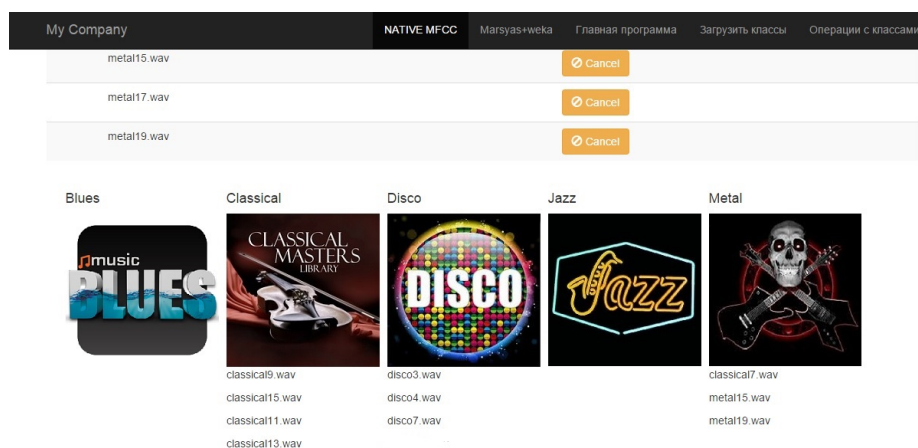 My Company NATIVE MFCC Marsyas+weka Главная программа Загрузить классы Операции с классами
metal15.wav Cancel
metal17.wav Cancel
metal19.wav Cancel
Blues Classical Disco Jazz Metal
music
BLUES
CLASSICAL
MASTERS
LIBRARY
DISCO
Jazz
classical9.wav disco3.wav classical7.wav
classical15.wav disco4.wav metal15.wav
classical11.wav disco7.wav metal19.wav
classical13.wav